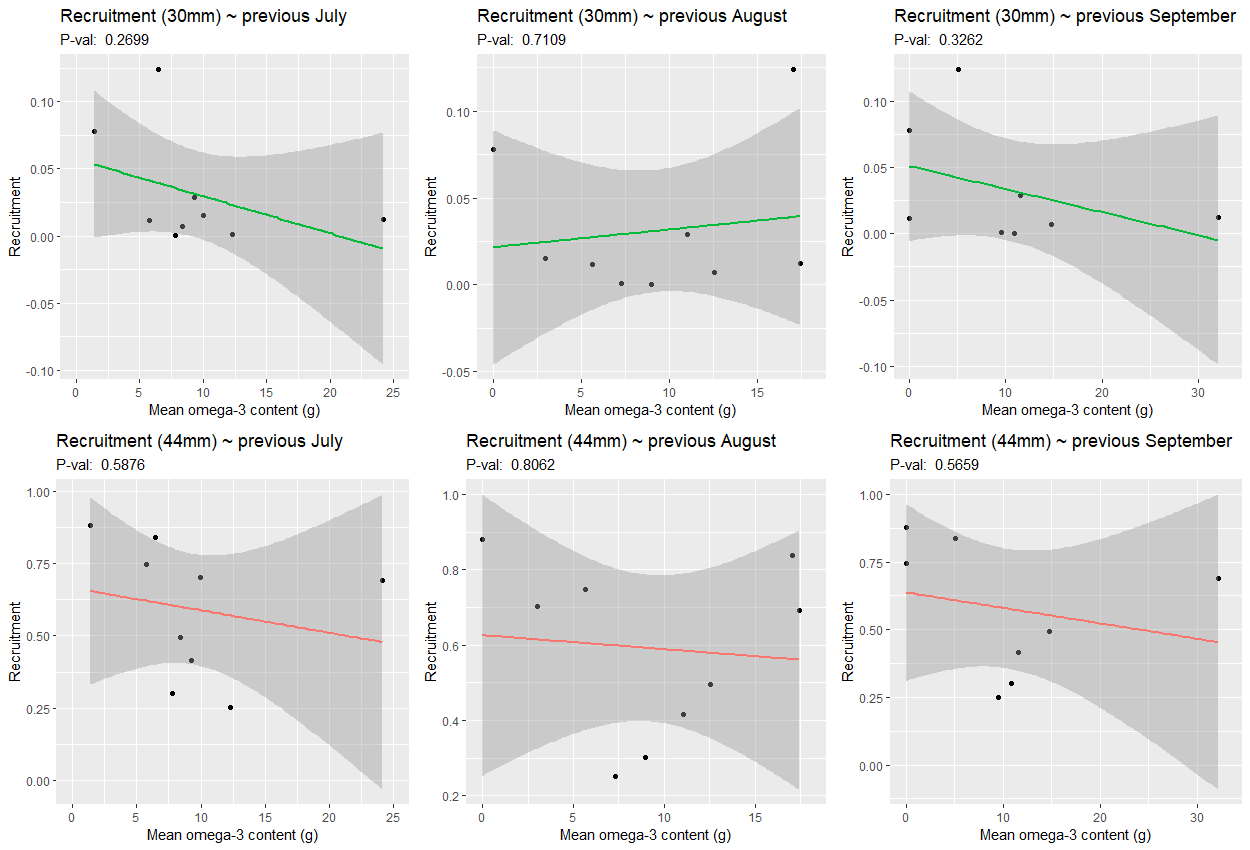 Recruitment (30mm) ~ previous July
P-val:  0.2699
0.10
0.05
0.00
-0.05
-0.10
Recruitment
0
5
10
15
20
25
Mean omega-3 content (g)
Recruitment (30mm) ~ previous August
P-val:  0.7109
0.10
0.05
0.00
-0.05
Recruitment
0
5
10
15
Mean omega-3 content (g)
Recruitment (30mm) ~ previous September
P-val:  0.3262
0.10
0.05
0.00
-0.05
-0.10
Recruitment
0
10
20
30
Mean omega-3 content (g)
Recruitment (44mm) ~ previous July
P-val:  0.5876
1.00
0.75
0.50
0.25
0.00
Recruitment
0
5
10
15
20
25
Mean omega-3 content (g)
Recruitment (44mm) ~ previous August
P-val:  0.8062
1.0
0.8
0.6
0.4
0.2
Recruitment
0
5
10
15
Mean omega-3 content (g)
Recruitment (44mm) ~ previous September
P-val:  0.5659
1.00
0.75
0.50
0.25
0.00
Recruitment
0
10
20
30
Mean omega-3 content (g)